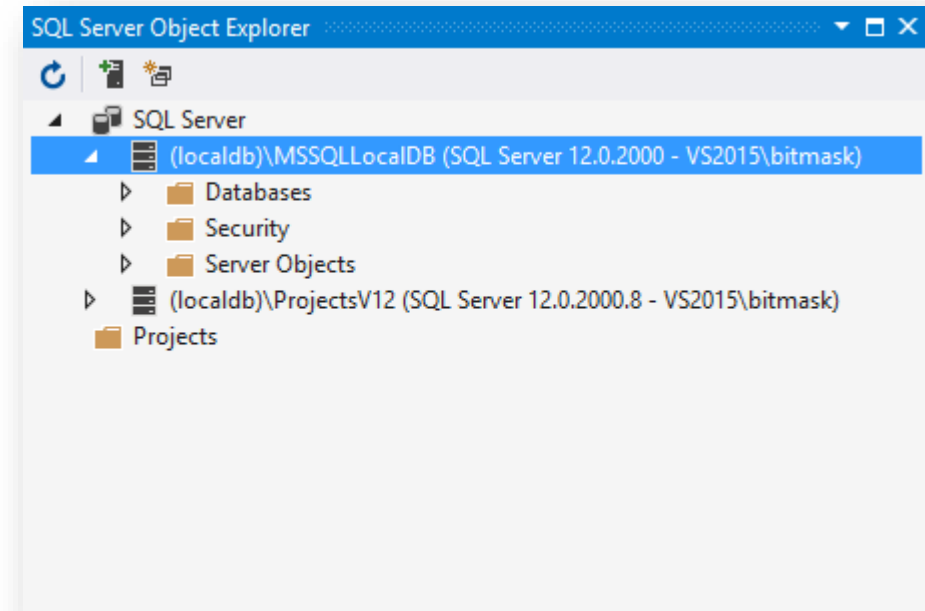 SQL Server Object Explorer
SQL Server
(localdb)\MSSQLLocalDB (SQL Server 12.0.2000 - VS2015\bitmask)
Databases
Security
Server Objects
(localdb)\ProjectsV12 (SQL Server 12.0.2000.8 - VS2015\bitmask)
Projects